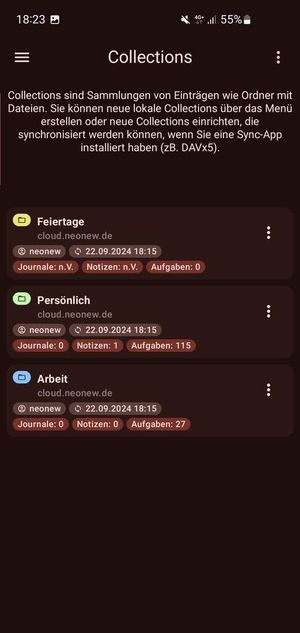 18:23
4G+
55%
Collections
Collections sind Sammlungen von Einträgen wie Ordner mit
Dateien. Sie können neue lokale Collections über das Menü
erstellen oder neue Collections einrichten, die
synchronisiert werden können, wenn Sie eine Sync-App
installiert haben (zB. DAVx5).
Feiertage
cloud.neonew.de
neonew 22.09.2024 18:15
Journale: n.V. Notizen: n.V. Aufgaben: 0
Persönlich
cloud.neonew.de
neonew 22.09.2024 18:15
Journale: 0 Notizen: 1 Aufgaben: 115
Arbeit
cloud.neonew.de
neonew 22.09.2024 18:15
Journale: 0 Notizen: 0 Aufgaben: 27